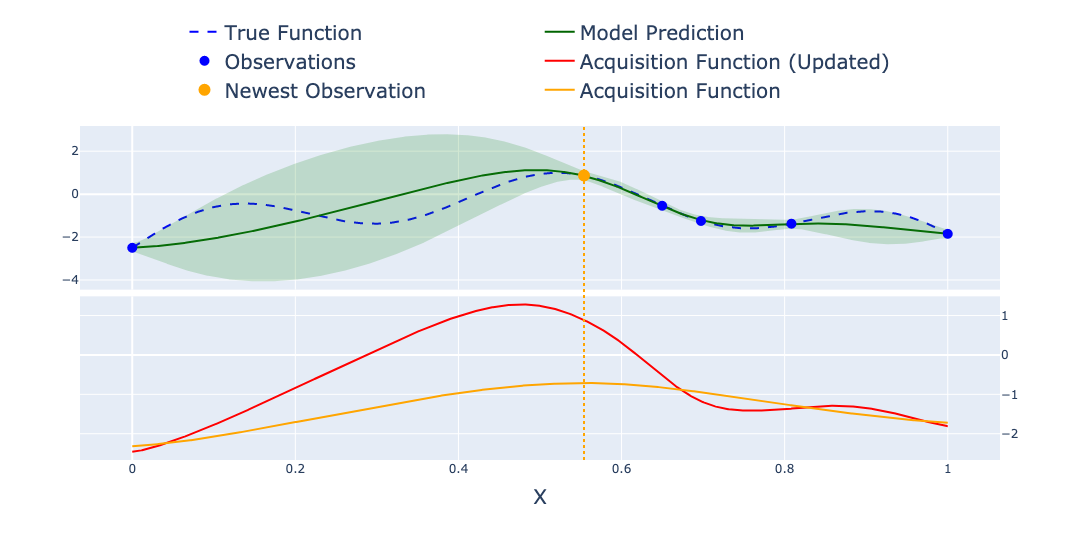 True Function
Model Prediction
Observations
Acquisition Function (Updated)
Newest Observation
Acquisition Function
2
0
−2
−4
1
0
−1
−2
0
0.2
0.4
0.6
0.8
1
X